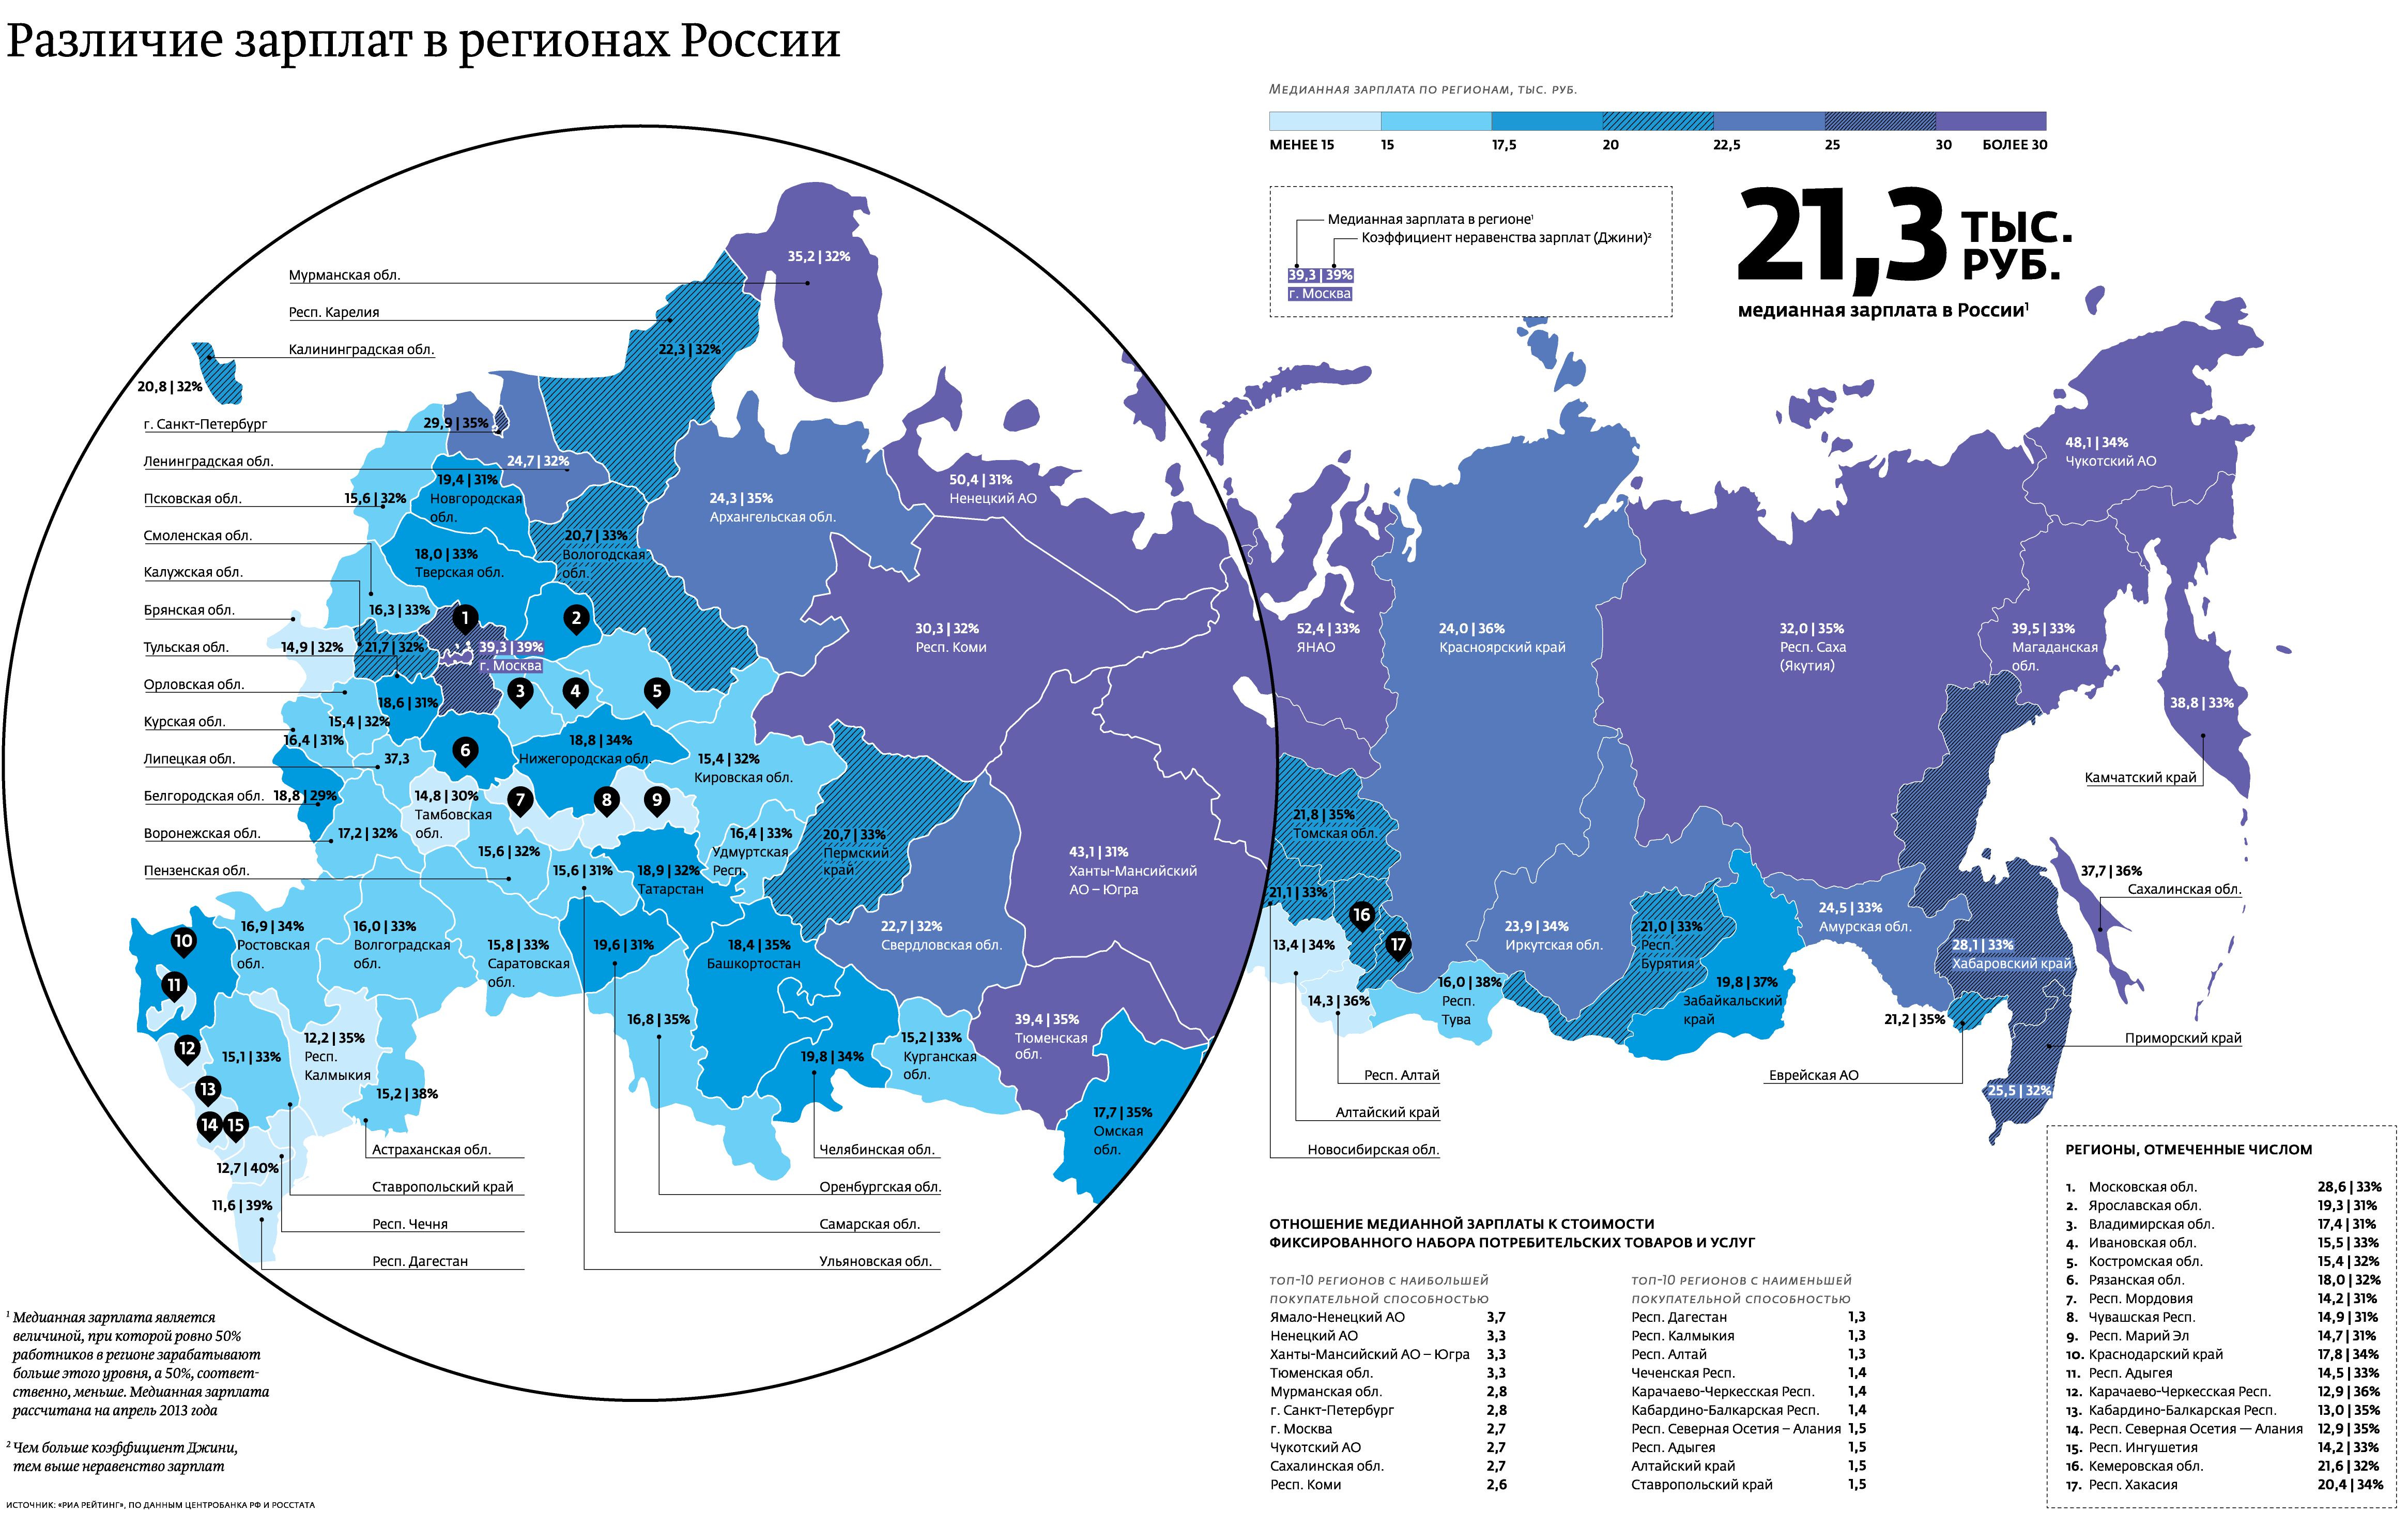 Различие зарплат в регионах России
Медианная зарплата по регионам, тыс. руб.
МЕНЕЕ 15
15
17,5
20
22,5
25
30
БОЛЕЕ 30
Медианная зарплата в регионе¹
Коэффициент неравенства зарплат (Джини)²
39,3 | 39%
г. Москва
21,3 ТЫС. РУБ.
медианная зарплата в России¹
Мурманская обл.
35,2 | 32%
Респ. Карелия
22,3 | 32%
Калининградская обл.
20,8 | 32%
г. Санкт-Петербург
29,9 | 35%
Ленинградская обл.
24,7 | 32%
Псковская обл.
15,6 | 32%
Смоленская обл.
16,3 | 33%
Калужская обл.
21,7 | 32%
Брянская обл.
14,9 | 32%
Тульская обл.
18,6 | 31%
Орловская обл.
15,4 | 32%
Курская обл.
16,4 | 31%
Липецкая обл.
37,3
Белгородская обл.
18,8 | 29%
Воронежская обл.
17,2 | 32%
Пензенская обл.
15,6 | 32%
19,4 | 31%
Новгородская
обл.
18,0 | 33%
Тверская обл.
20,7 | 33%
Вологодская
обл.
24,3 | 35%
Архангельская обл.
50,4 | 31%
Ненецкий АО
30,3 | 32%
Респ. Коми
1
2
39,3 | 39%
г. Москва
3
4
5
6
18,8 | 34%
Нижегородская обл.
15,4 | 32%
Кировская обл.
14,8 | 30%
Тамбовская
обл.
7
8
9
16,4 | 33%
Удмуртская
Респ.
20,7 | 33%
Пермский
край
43,1 | 31%
Ханты-Мансийский
АО – Югра
15,6 | 31%
18,9 | 32%
Татарстан
22,7 | 32%
Свердловская обл.
10
11
12
13
14
15
16,9 | 34%
Ростовская
обл.
16,0 | 33%
Волгоградская
обл.
15,8 | 33%
Саратовская
обл.
19,6 | 31%
18,4 | 35%
Башкортостан
16,8 | 35%
12,2 | 35%
Респ.
Калмыкия
15,1 | 33%
15,2 | 38%
19,8 | 34%
15,2 | 33%
Курганская
обл.
39,4 | 35%
Тюменская
обл.
17,7 | 35%
Омская
обл.
12,7 | 40%
11,6 | 39%
Астраханская обл.
Ставропольский край
Респ. Чечня
Респ. Дагестан
Челябинская обл.
Оренбургская обл.
Самарская обл.
Ульяновская обл.
52,4 | 33%
ЯНАО
24,0 | 36%
Красноярский край
32,0 | 35%
Респ. Саха
(Якутия)
48,1 | 34%
Чукотский АО
39,5 | 33%
Магаданская
обл.
38,8 | 33%
Камчатский край
21,8 | 35%
Томская обл.
21,1 | 33%
16
17
13,4 | 34%
14,3 | 36%
16,0 | 38%
Респ.
Тува
23,9 | 34%
Иркутская обл.
21,0 | 33%
Респ.
Бурятия
19,8 | 37%
Забайкальский
край
24,5 | 33%
Амурская обл.
28,1 | 33%
Хабаровский край
37,7 | 36%
Сахалинская обл.
21,2 | 35%
Еврейская АО
Приморский край
25,5 | 32%
Респ. Алтай
Алтайский край
Новосибирская обл.
ОТНОШЕНИЕ МЕДИАННОЙ ЗАРПЛАТЫ К СТОИМОСТИ
ФИКСИРОВАННОГО НАБОРА ПОТРЕБИТЕЛЬСКИХ ТОВАРОВ И УСЛУГ
ТОП-10 РЕГИОНОВ С НАИБОЛЬШЕЙ
ПОКУПАТЕЛЬНОЙ СПОСОБНОСТЬЮ
Ямало-Ненецкий АО 3,7
Ненецкий АО 3,3
Ханты-Мансийский АО – Югра 3,3
Тюменская обл. 3,3
Мурманская обл. 2,8
г. Санкт-Петербург 2,8
г. Москва 2,7
Чукотский АО 2,7
Сахалинская обл. 2,7
Респ. Коми 2,6
ТОП-10 РЕГИОНОВ С НАИМЕНЬШЕЙ
ПОКУПАТЕЛЬНОЙ СПОСОБНОСТЬЮ
Респ. Дагестан 1,3
Респ. Калмыкия 1,3
Респ. Алтай 1,3
Чеченская Респ. 1,4
Карачаево-Черкесская Респ. 1,4
Кабардино-Балкарская Респ. 1,4
Респ. Северная Осетия – Алания 1,5
Респ. Адыгея 1,5
Алтайский край 1,5
Ставропольский край 1,5
РЕГИОНЫ, ОТМЕЧЕННЫЕ ЧИСЛОМ
1. Московская обл. 28,6 | 33%
2. Ярославская обл. 19,3 | 31%
3. Владимирская обл. 17,4 | 31%
4. Ивановская обл. 15,5 | 33%
5. Костромская обл. 15,4 | 32%
6. Рязанская обл. 18,0 | 32%
7. Респ. Мордовия 14,2 | 31%
8. Чувашская Респ. 14,9 | 31%
9. Респ. Марий Эл 14,7 | 31%
10. Краснодарский край 17,8 | 34%
11. Респ. Адыгея 14,5 | 33%
12. Карачаево-Черкесская Респ. 12,9 | 36%
13. Кабардино-Балкарская Респ. 13,0 | 35%
14. Респ. Северная Осетия — Алания 12,9 | 35%
15. Респ. Ингушетия 14,2 | 33%
16. Кемеровская обл. 21,6 | 32%
17. Респ. Хакасия 20,4 | 34%
¹ Медианная зарплата является
величиной, при которой ровно 50%
работников в регионе зарабатывают
больше этого уровня, а 50%, соответ-
ственно, меньше. Медианная зарплата
рассчитана на апрель 2013 года
² Чем больше коэффициент Джини,
тем выше неравенство зарплат
ИСТОЧНИК: «РИА РЕЙТИНГ», ПО ДАННЫМ ЦЕНТРОБАНКА РФ И РОССТАТА